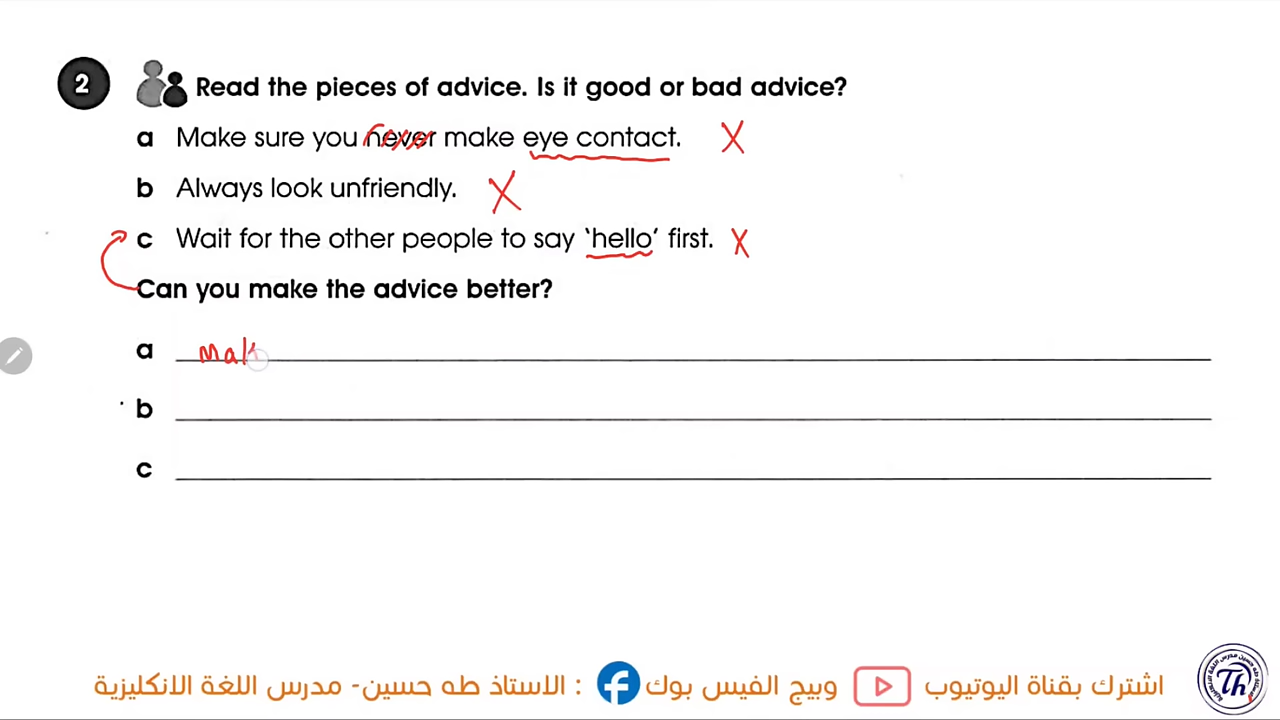 2 Read the pieces of advice. Is it good or bad advice?
a Make sure you never make eye contact. X
b Always look unfriendly. X
c Wait for the other people to say ‘hello’ first. X
Can you make the advice better?
a Mak
b
c
اشترك بقناة اليوتيوب وبيج الفيس بوك : الاستاذ طه حسين- مدرس اللغة الانكليزية
Th